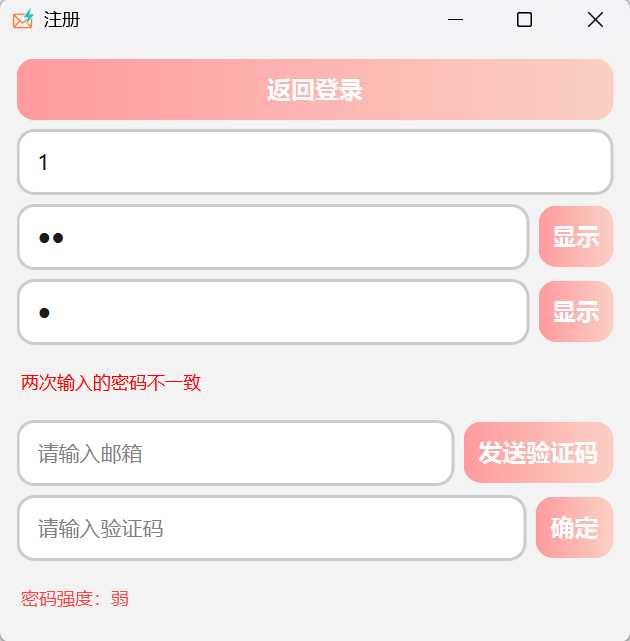 注册
返回登录
1
●●
显示
●
显示
两次输入的密码不一致
请输入邮箱
发送验证码
请输入验证码
确定
密码强度：弱